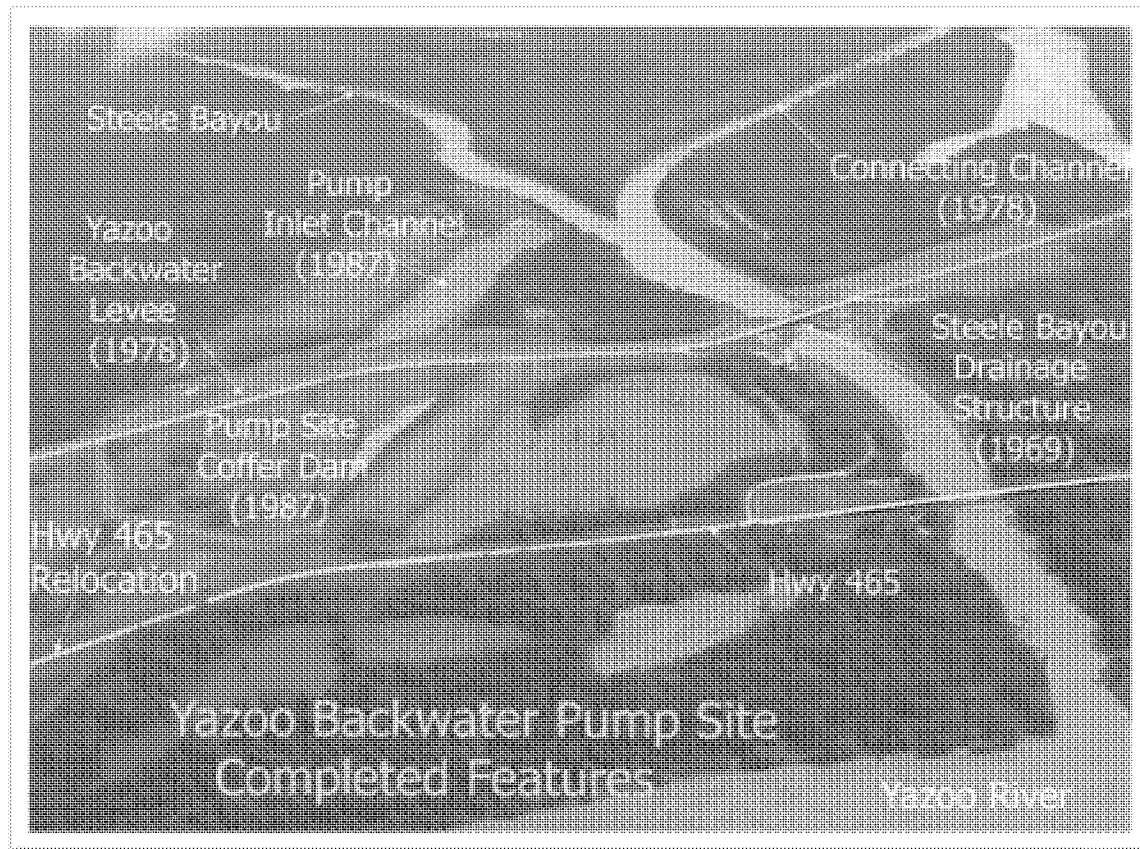 Steele Bayou
Pump
Inlet Channel
(1987)
Connecting Channel
(1978)
Yazoo
Backwater
Levee
(1978)
Steele Bayou
Drainage
Structure
(1969)
Pump Site
Coffer Dam
(1987)
Hwy 465
Relocation
Hwy 465
Yazoo Backwater Pump Site
Completed Features
Yazoo River